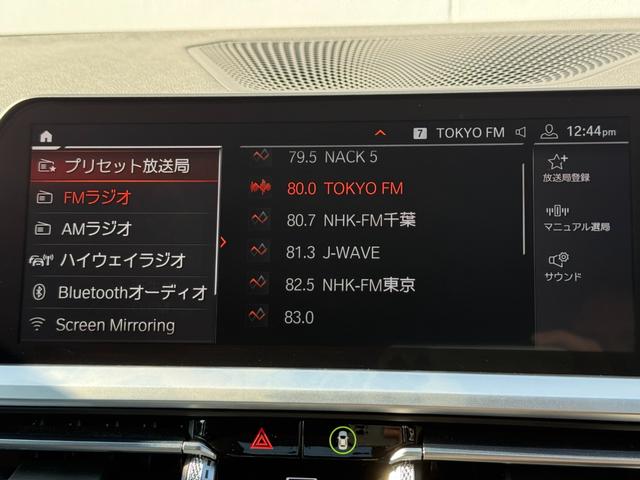 7 TOKYO FM 12:44pm
プリセット放送局
FMラジオ
AMラジオ
ハイウェイラジオ
Bluetoothオーディオ
Screen Mirroring
79.5 NACK 5
80.0 TOKYO FM
80.7 NHK-FM千葉
81.3 J-WAVE
82.5 NHK-FM東京
83.0
放送局登録
マニュアル選局
サウンド